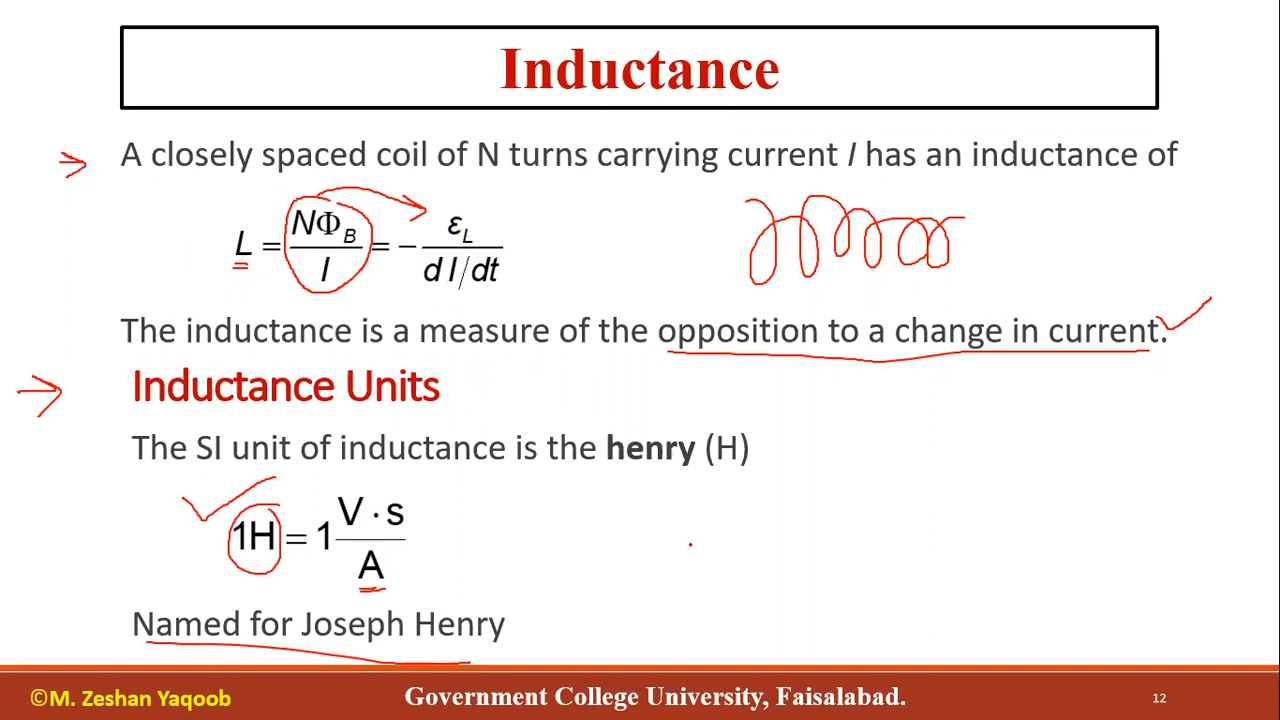 Inductance
A closely spaced coil of N turns carrying current I has an inductance of
L = NΦ_B / I = − ε_L / (d I/dt)
The inductance is a measure of the opposition to a change in current.
Inductance Units
The SI unit of inductance is the henry (H)
1H = 1 V · s / A
Named for Joseph Henry
©M. Zeshan Yaqoob
Government College University, Faisalabad.
12